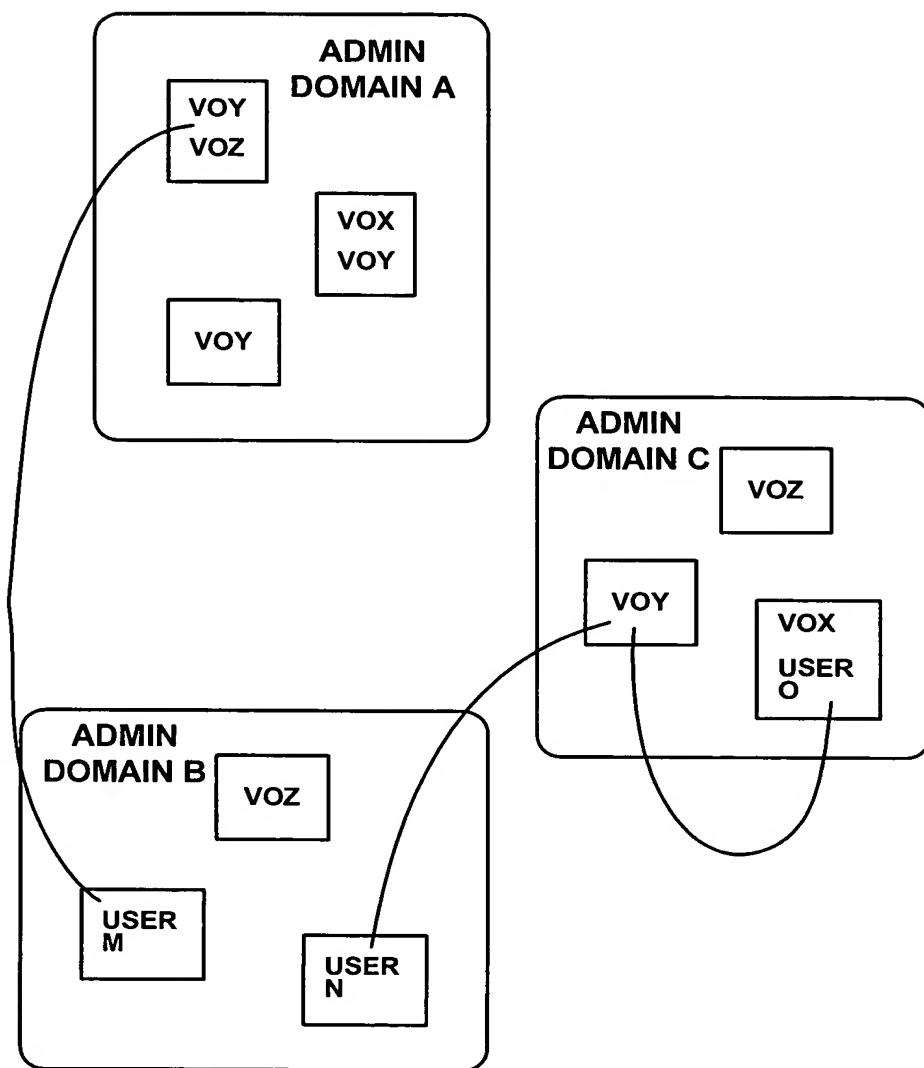 ADMIN
DOMAIN A
VOY
VOZ
VOX
VOY
VOY
ADMIN
DOMAIN C
VOZ
VOY
VOX
USER
O
ADMIN
DOMAIN B
VOZ
USER
M
USER
N